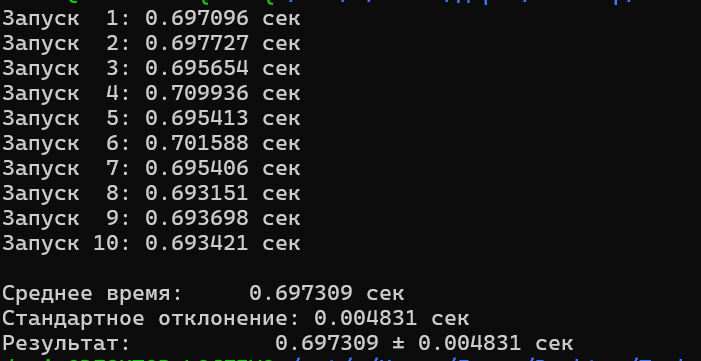 Запуск  1: 0.697096 сек
Запуск  2: 0.697727 сек
Запуск  3: 0.695654 сек
Запуск  4: 0.709936 сек
Запуск  5: 0.695413 сек
Запуск  6: 0.701588 сек
Запуск  7: 0.695406 сек
Запуск  8: 0.693151 сек
Запуск  9: 0.693698 сек
Запуск 10: 0.693421 сек
Среднее время:     0.697309 сек
Стандартное отклонение: 0.004831 сек
Результат:           0.697309 ± 0.004831 сек